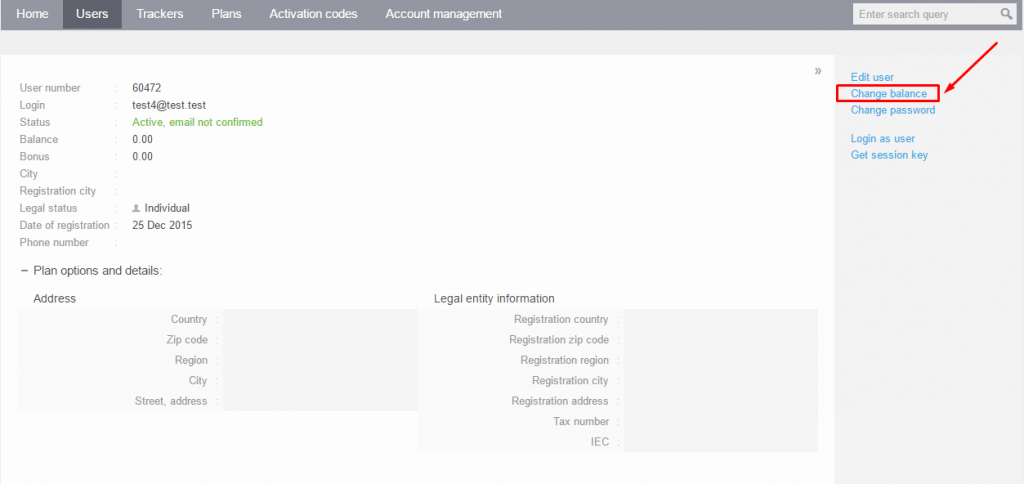 Home Users Trackers Plans Activation codes Account management Enter search query
»
Edit user
Change balance
Change password
Login as user
Get session key
User number : 60472
Login : test4@test.test
Status : Active, email not confirmed
Balance : 0.00
Bonus : 0.00
City :
Registration city :
Legal status : Individual
Date of registration : 25 Dec 2015
Phone number :
– Plan options and details:
Address
Country :
Zip code :
Region :
City :
Street, address :
Legal entity information
Registration country :
Registration zip code :
Registration region :
Registration city :
Registration address :
Tax number :
IEC :